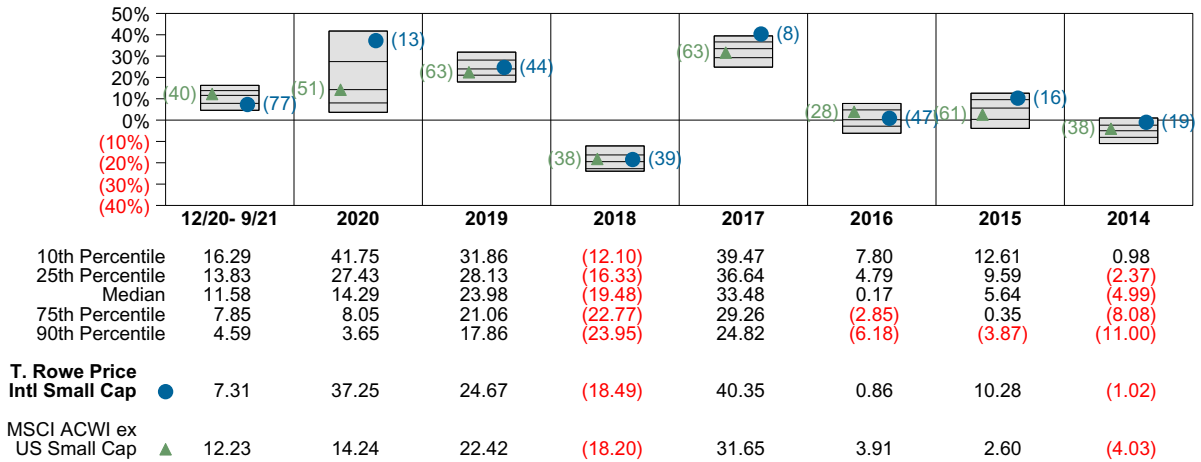 50%
40%
30%
20%
10%
0%
(10%)
(20%)
(30%)
(40%)
(40) (77) (51) (13) (63) (44) (38) (39) (63) (8) (28) (47) (61) (16) (38) (19)
12/20- 9/21 2020 2019 2018 2017 2016 2015 2014
10th Percentile 16.29 41.75 31.86 (12.10) 39.47 7.80 12.61 0.98
25th Percentile 13.83 27.43 28.13 (16.33) 36.64 4.79 9.59 (2.37)
Median 11.58 14.29 23.98 (19.48) 33.48 0.17 5.64 (4.99)
75th Percentile 7.85 8.05 21.06 (22.77) 29.26 (2.85) 0.35 (8.08)
90th Percentile 4.59 3.65 17.86 (23.95) 24.82 (6.18) (3.87) (11.00)
T. Rowe Price
Intl Small Cap 7.31 37.25 24.67 (18.49) 40.35 0.86 10.28 (1.02)
MSCI ACWI ex
US Small Cap 12.23 14.24 22.42 (18.20) 31.65 3.91 2.60 (4.03)